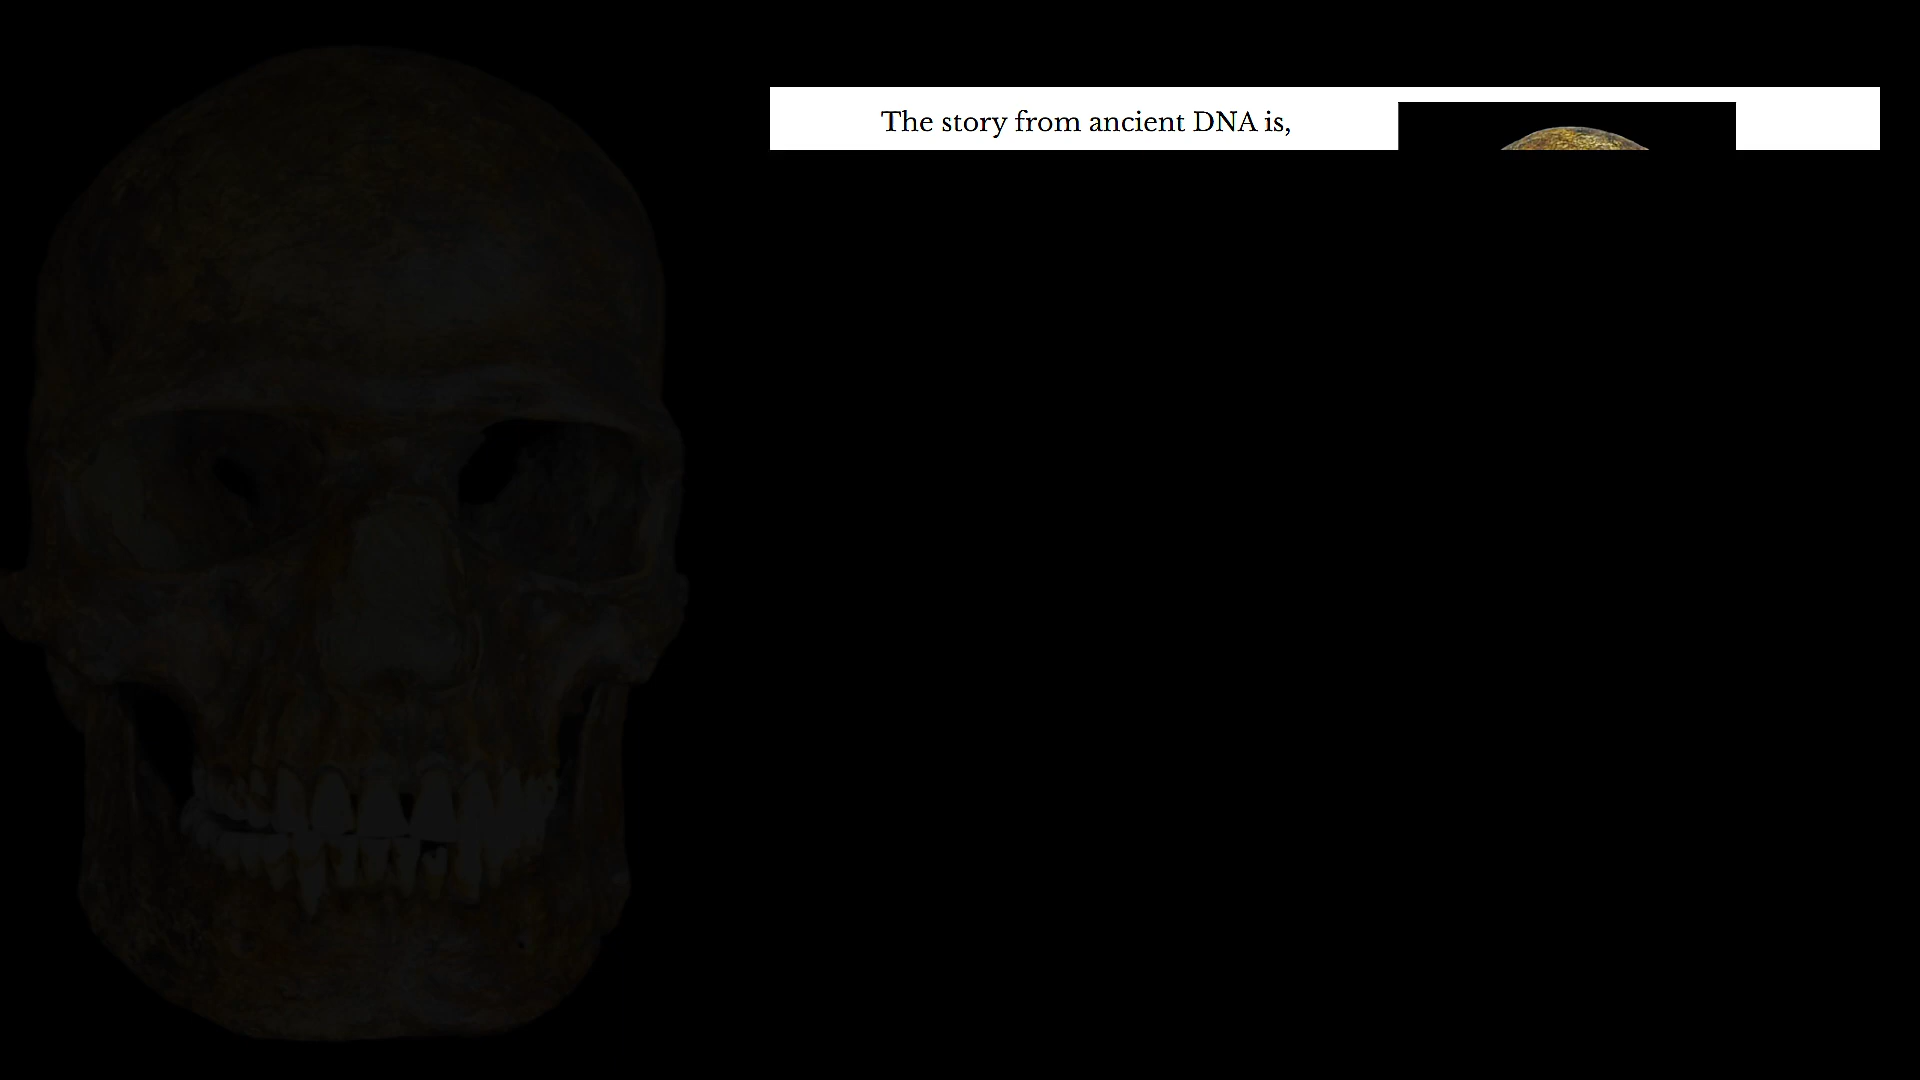 The story from ancient DNA is,